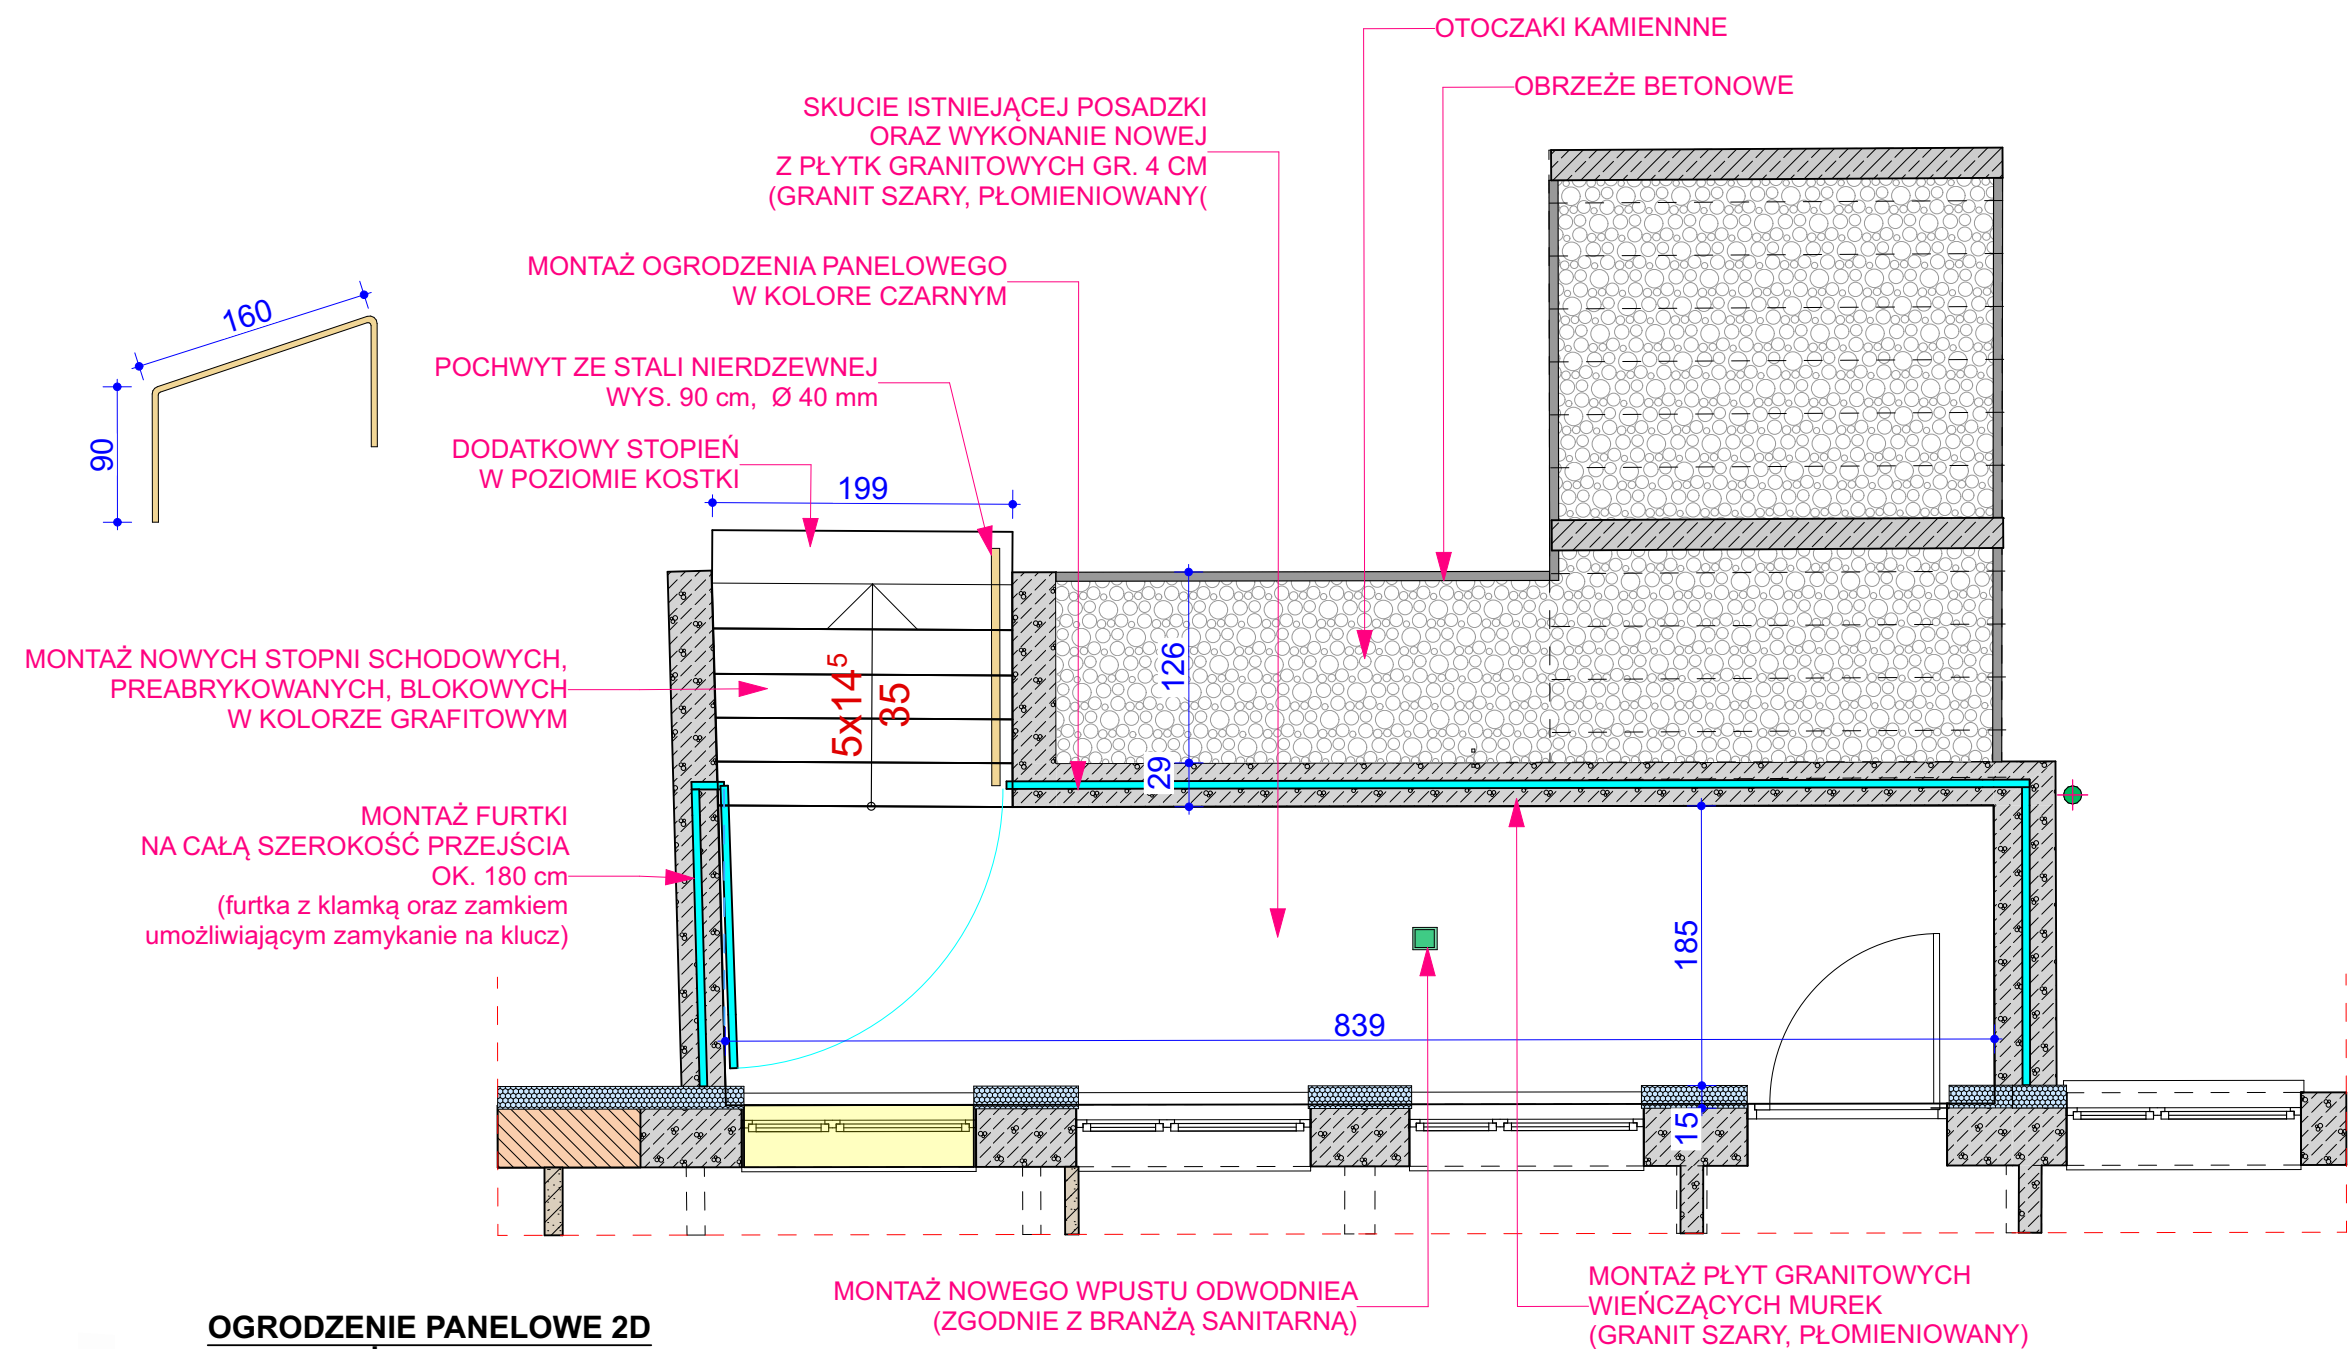 OTOCZAKI KAMIENNNE
OBRZEŻE BETONOWE
SKUCIE ISTNIEJĄCEJ POSADZKI
ORAZ WYKONANIE NOWEJ
Z PŁYTK GRANITOWYCH GR. 4 CM
(GRANIT SZARY, PŁOMIENIOWANY(
MONTAŻ OGRODZENIA PANELOWEGO
W KOLORE CZARNYM
160
90
POCHWYT ZE STALI NIERDZEWNEJ
WYS. 90 cm, Ø 40 mm
DODATKOWY STOPIEŃ
W POZIOMIE KOSTKI
199
MONTAŻ NOWYCH STOPNI SCHODOWYCH,
PREABRYKOWANYCH, BLOKOWYCH
W KOLORZE GRAFITOWYM
5x14⁵
35
126
29
MONTAŻ FURTKI
NA CAŁĄ SZEROKOŚĆ PRZEJŚCIA
OK. 180 cm
(furtka z klamką oraz zamkiem
umożliwiającym zamykanie na klucz)
185
839
15
MONTAŻ NOWEGO WPUSTU ODWODNIEA
(ZGODNIE Z BRANŻĄ SANITARNĄ)
MONTAŻ PŁYT GRANITOWYCH
WIEŃCZĄCYCH MUREK
(GRANIT SZARY, PŁOMIENIOWANY)
OGRODZENIE PANELOWE 2D